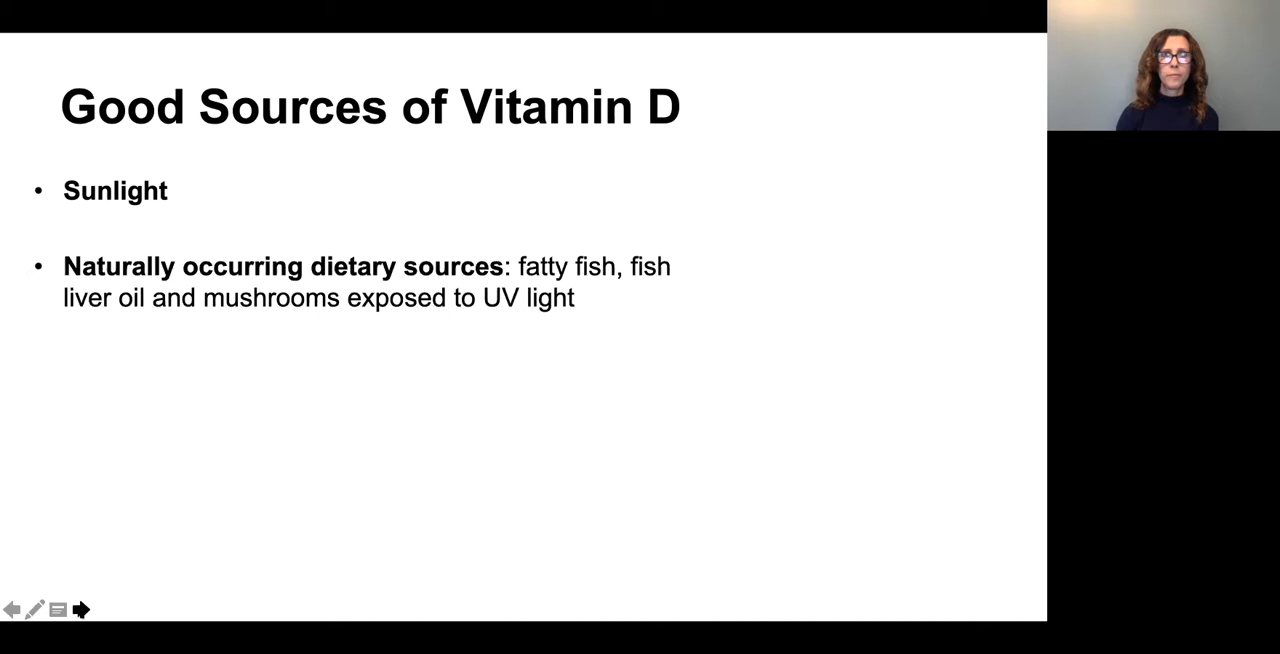 Good Sources of Vitamin D
• Sunlight
• Naturally occurring dietary sources: fatty fish, fish
liver oil and mushrooms exposed to UV light